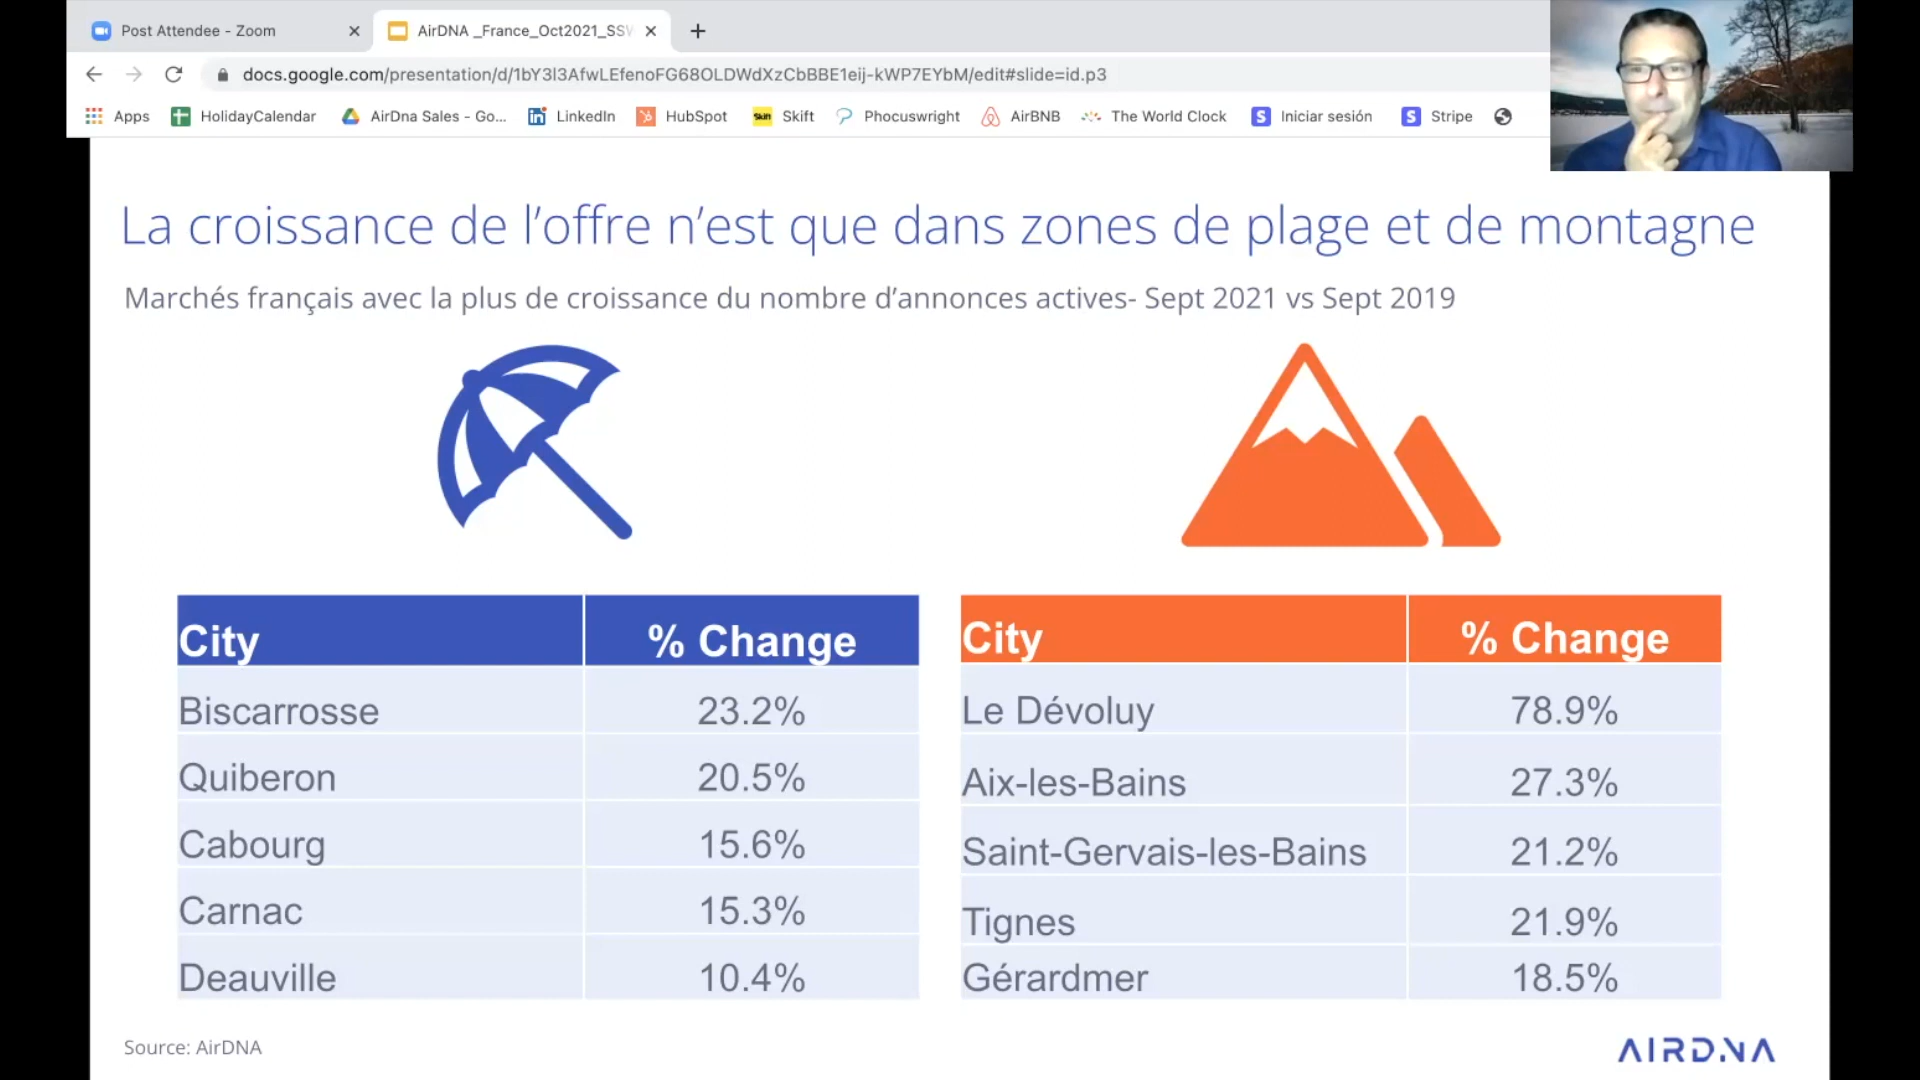 Post Attendee - Zoom
AirDNA _France_Oct2021_SSW
docs.google.com/presentation/d/1bY3l3AfwLEfenoFG68OLDWdXzCbBBE1eij-kWP7EYbM/edit#slide=id.p3
Apps HolidayCalendar AirDna Sales - Go... LinkedIn HubSpot Skift Phocuswright AirBNB The World Clock Iniciar sesión Stripe
La croissance de l’offre n’est que dans zones de plage et de montagne
Marchés français avec la plus de croissance du nombre d’annonces actives- Sept 2021 vs Sept 2019
City % Change
Biscarrosse 23.2%
Quiberon 20.5%
Cabourg 15.6%
Carnac 15.3%
Deauville 10.4%
City % Change
Le Dévoluy 78.9%
Aix-les-Bains 27.3%
Saint-Gervais-les-Bains 21.2%
Tignes 21.9%
Gérardmer 18.5%
Source: AirDNA
AIRDNA